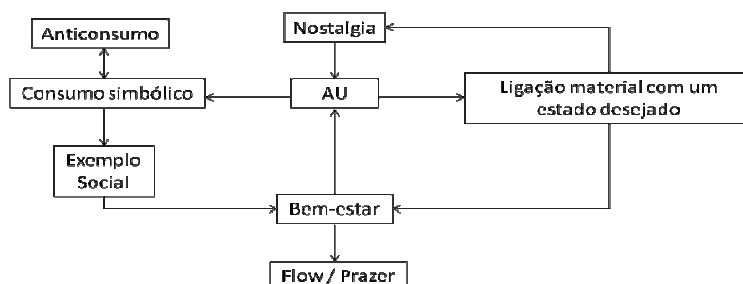 Nostalgia
Anticonsumo
Consumo simbólico
AU
Ligação material com um
estado desejado
Exemplo
Social
Bem-estar
Flow / Prazer